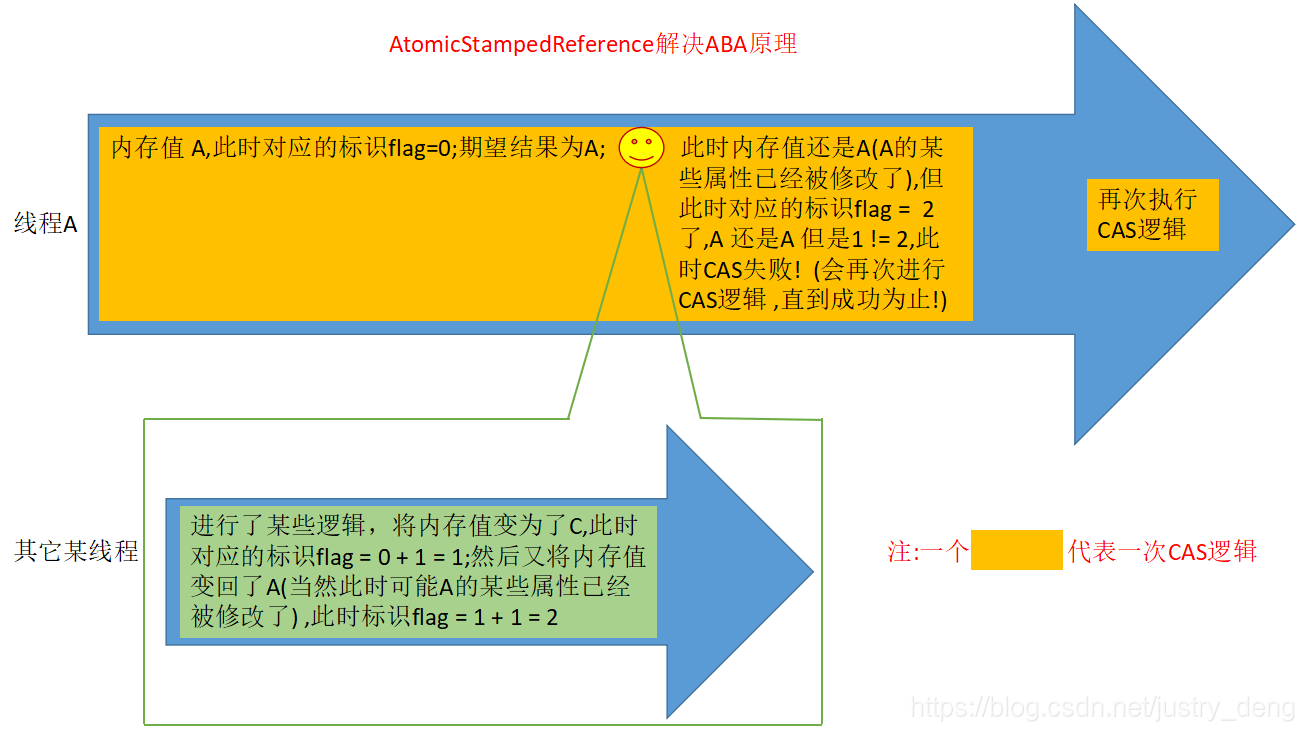 AtomicStampedReference解决ABA原理
线程A
内存值 A,此时对应的标识flag=0;期望结果为A;
此时内存值还是A(A的某
些属性已经被修改了),但
此时对应的标识flag = 2
了,A 还是A 但是1 != 2,此
时CAS失败! (会再次进行
CAS逻辑 ,直到成功为止!)
再次执行
CAS逻辑
其它某线程
进行了某些逻辑，将内存值变为了C,此时
对应的标识flag = 0 + 1 = 1;然后又将内存值
变回了A(当然此时可能A的某些属性已经
被修改了) ,此时标识flag = 1 + 1 = 2
注:一个 代表一次CAS逻辑
https://blog.csdn.net/justry_deng